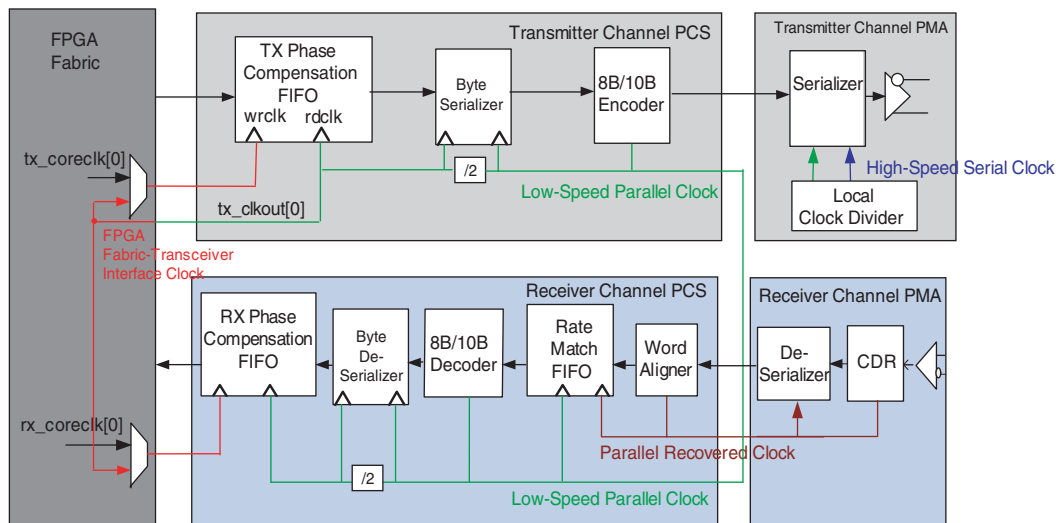 FPGA
Fabric
Transmitter Channel PCS
Transmitter Channel PMA
TX Phase
Compensation
FIFO
wrclk
rdclk
Byte
Serializer
8B/10B
Encoder
Serializer
tx_coreclk[0]
/2
High-Speed Serial Clock
Low-Speed Parallel Clock
Local
Clock Divider
tx_clkout[0]
FPGA
Fabric-Transceiver
Interface Clock
Receiver Channel PCS
Receiver Channel PMA
RX Phase
Compensation
FIFO
Byte
De-
Serializer
8B/10B
Decoder
Rate
Match
FIFO
Word
Aligner
De-
Serializer
CDR
rx_coreclk[0]
Parallel Recovered Clock
/2
Low-Speed Parallel Clock